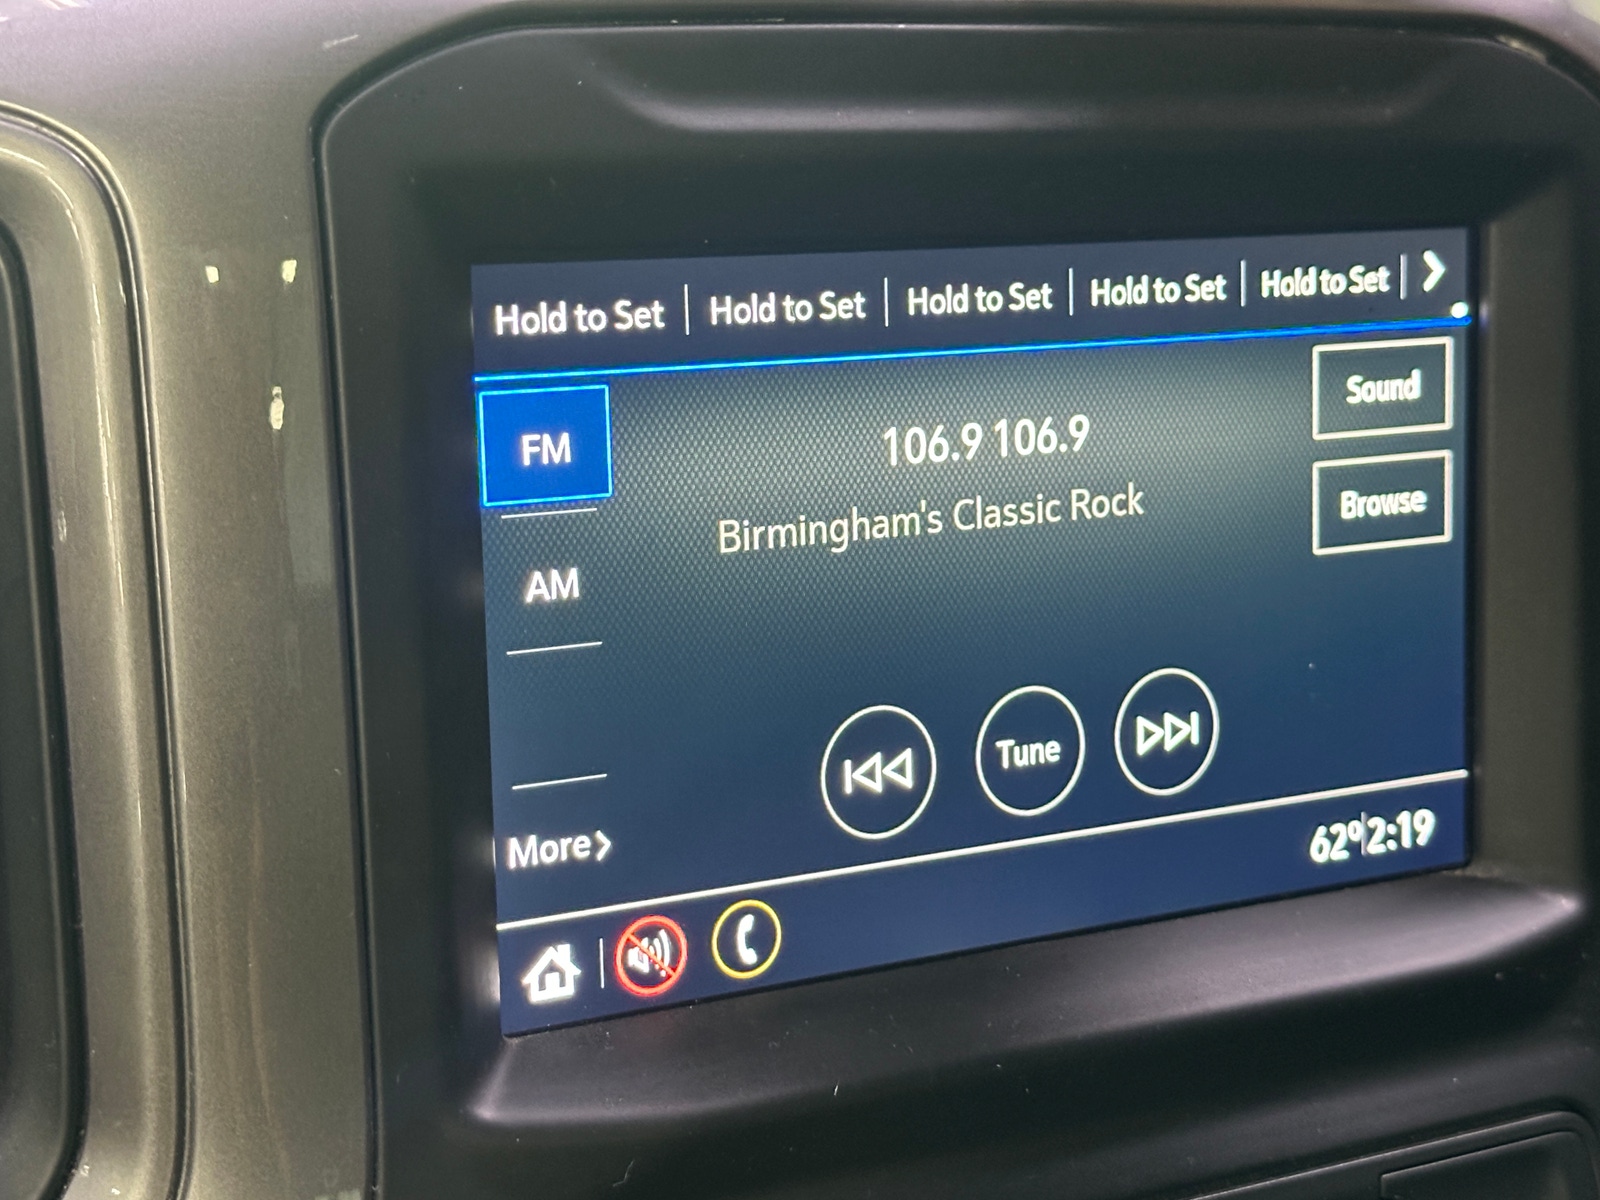 Hold to Set | Hold to Set | Hold to Set | Hold to Set | Hold to Set |
FM
106.9 106.9
Sound
Birmingham's Classic Rock
Browse
AM
Tune
More
62° 2:19